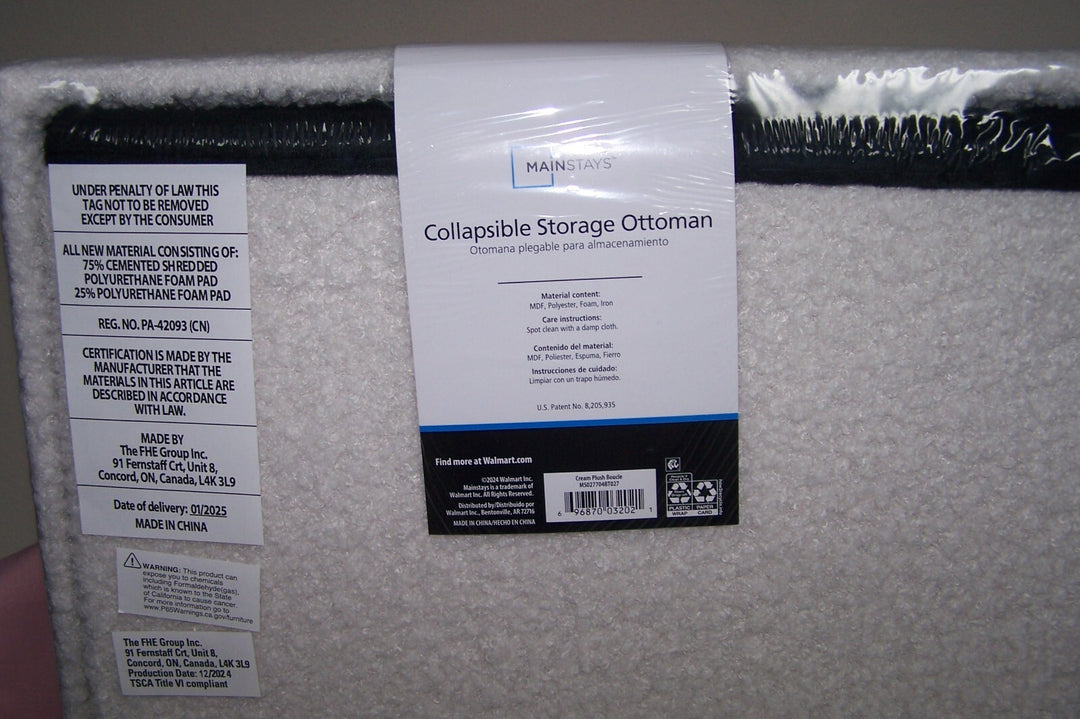 UNDER PENALTY OF LAW THIS
TAG NOT TO BE REMOVED
EXCEPT BY THE CONSUMER
ALL NEW MATERIAL CONSISTING OF:
75% CEMENTED SHREDDED
POLYURETHANE FOAM PAD
25% POLYURETHANE FOAM PAD
REG. NO. PA-42093 (CN)
CERTIFICATION IS MADE BY THE
MANUFACTURER THAT THE
MATERIALS IN THIS ARTICLE ARE
DESCRIBED IN ACCORDANCE
WITH LAW.
MADE BY
The FHE Group Inc.
91 Fernstaff Crt, Unit 8,
Concord, ON, Canada, L4K 3L9
Date of delivery: 01/2025
MADE IN CHINA
WARNING: This product can
expose you to chemicals
including Formaldehyde(gas),
which is known to the State
of California to cause cancer.
For more information go to
www.P65Warnings.ca.gov/furniture
The FHE Group Inc.
91 Fernstaff Crt, Unit 8,
Concord, ON, Canada, L4K 3L9
Production Date: 12/2024
TSCA Title VI compliant
MAINSTAYS™
Collapsible Storage Ottoman
Otomana plegable para almacenamiento
Material content:
MDF, Polyester, Foam, Iron
Care instructions:
Spot clean with a damp cloth.
Contenido del material:
MDF, Poliester, Espuma, Fierro
Instrucciones de cuidado:
Limpiar con un trapo húmedo.
U.S. Patent No. 8,205,935
Find more at Walmart.com
©2024 Walmart Inc.
Mainstays is a trademark of
Walmart Inc. All Rights Reserved.
Distributed by/Distribuido por
Walmart Inc., Bentonville, AR 72716
MADE IN CHINA/HECHO EN CHINA
Cream Plush Boucle
MS0277048T027
6 96870 03202 1
PLASTIC WRAP
PAPER CARD